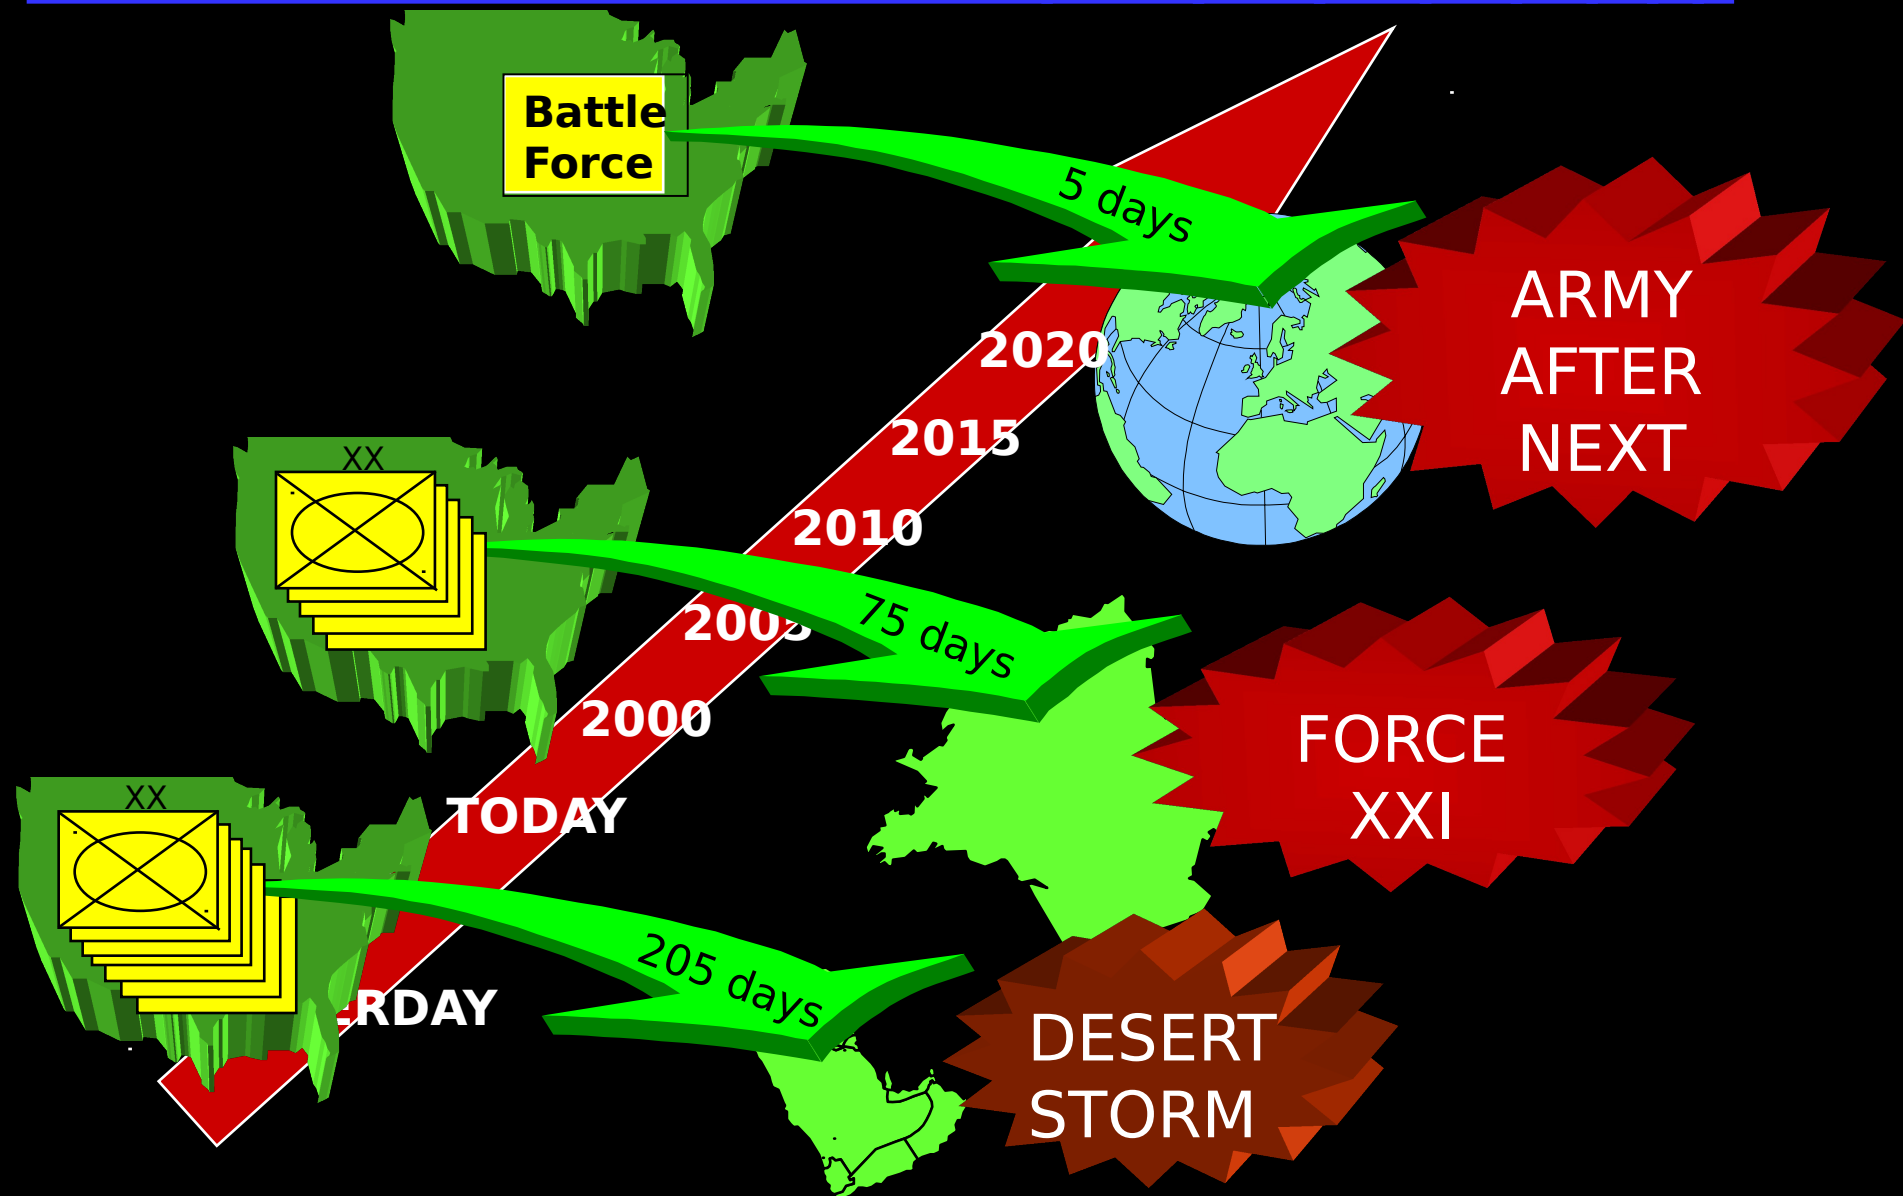 Battle
Force
5 days
ARMY
AFTER
NEXT
2020
2015
2010
XX
75 days
2000
FORCE
XXI
TODAY
XX
205 days
DESERT
STORM